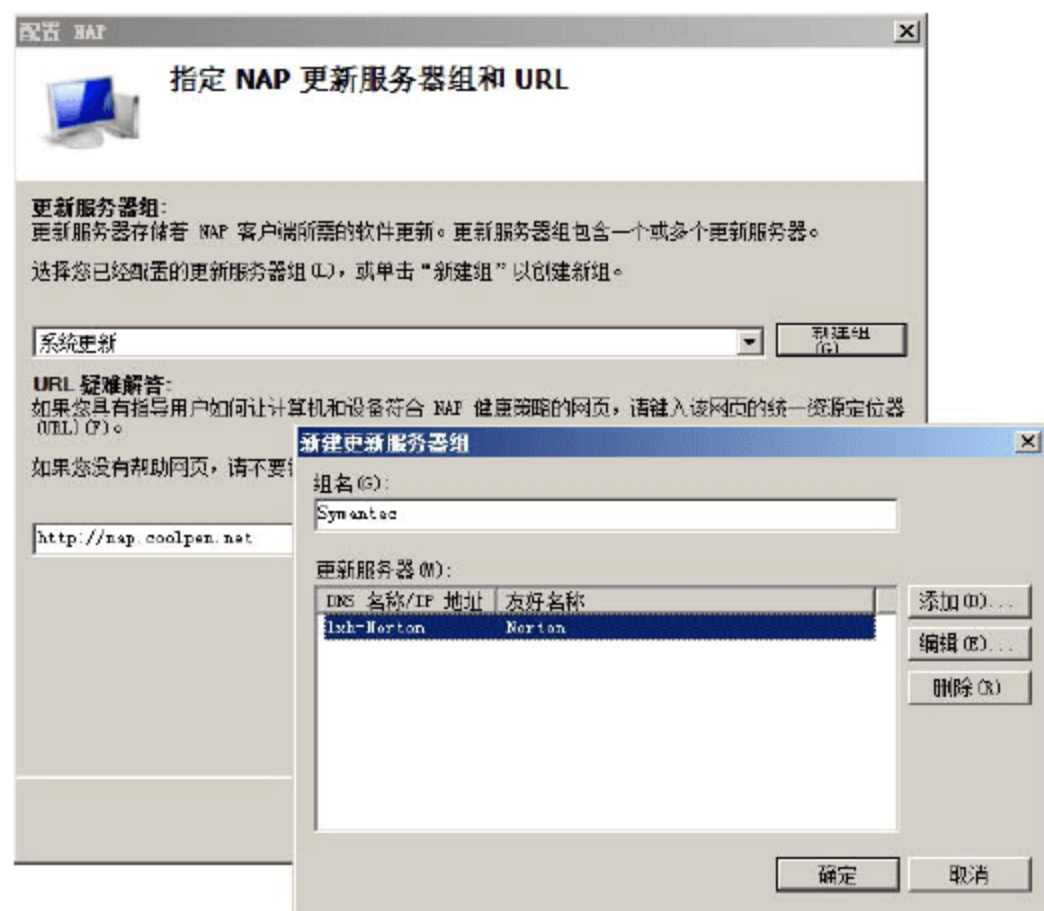 配置 NAP
指定 NAP 更新服务器组和 URL
更新服务器组:
更新服务器存储着 NAP 客户端所需的软件更新。更新服务器组包含一个或多个更新服务器。
选择您已经配置的更新服务器组(L)，或单击“新建组”以创建新组。
系统更新
新建组
(G)
URL 疑难解答:
如果您具有指导用户如何让计算机和设备符合 NAP 健康策略的网页，请键入该网页的统一资源定位器
(URL)(F)。
如果您没有帮助网页，请不要
http://nap.coolpen.net
新建更新服务器组
组名(G):
Symantec
更新服务器(M):
DNS 名称/IP 地址 友好名称
lxh-Norton Norton
添加(D)...
编辑(E)...
删除(R)
确定 取消